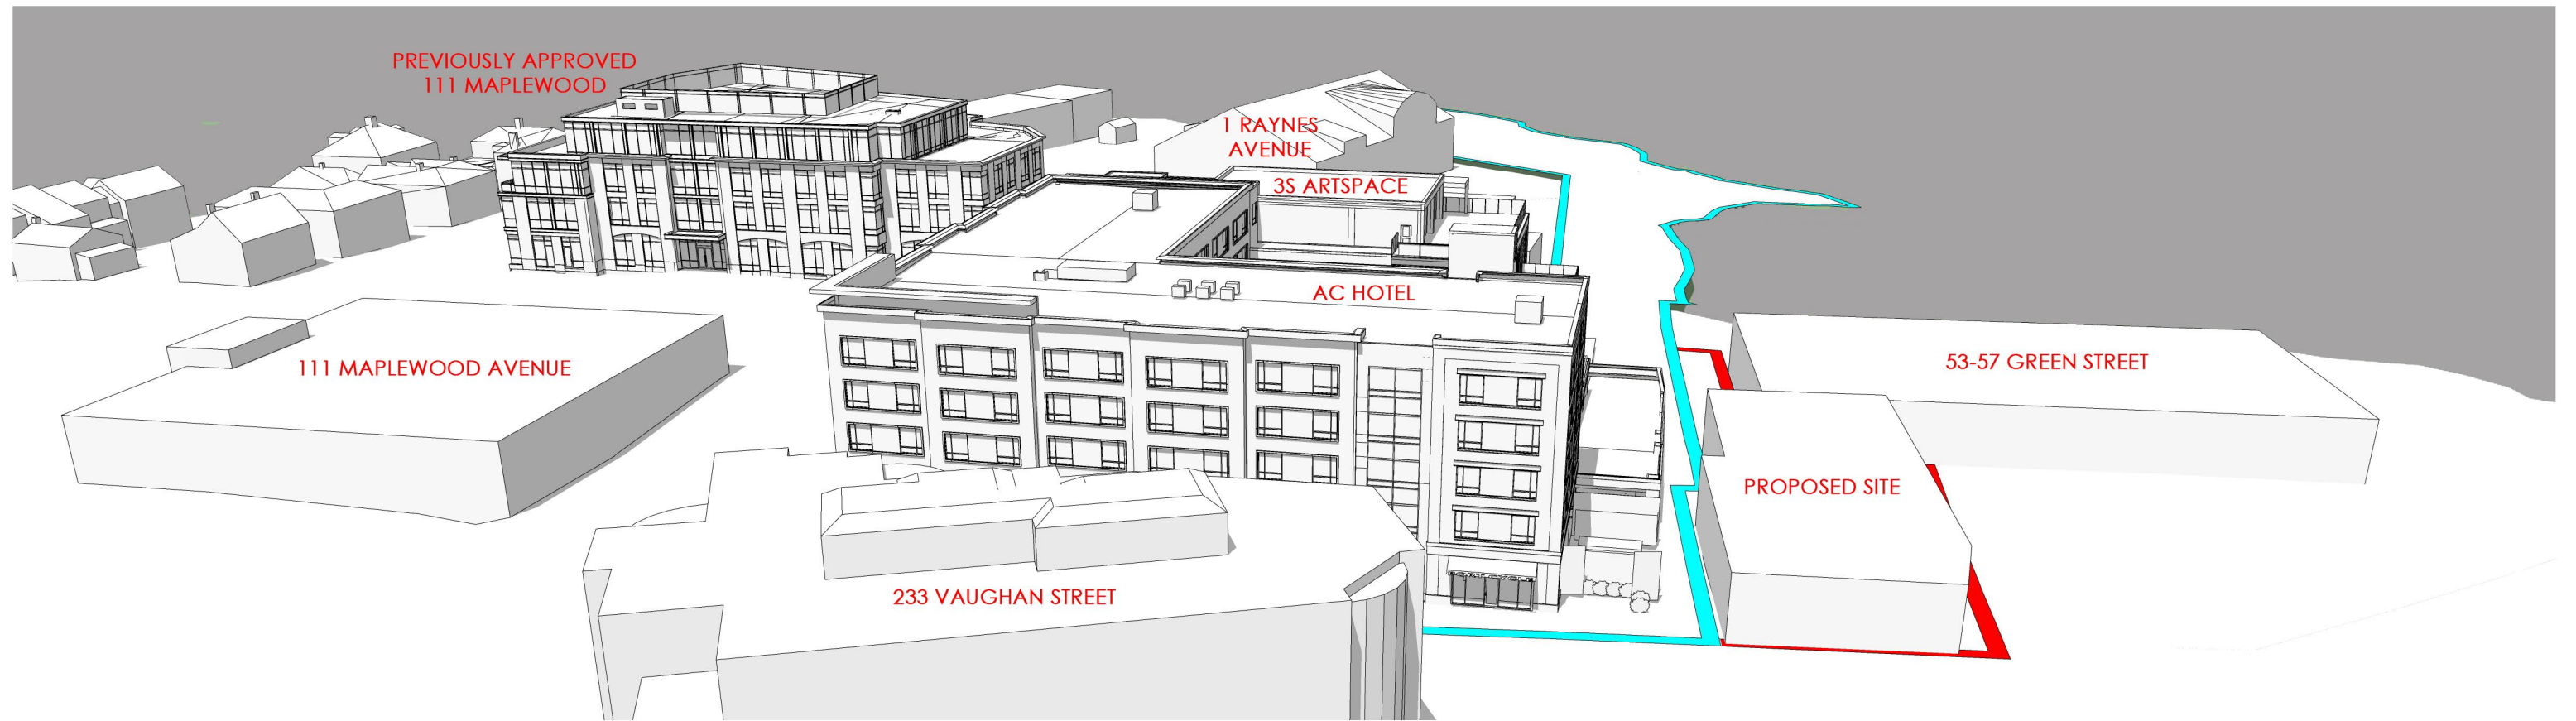 PREVIOUSLY APPROVED
111 MAPLEWOOD
1 RAYNES
AVENUE
3S ARTSPACE
AC HOTEL
111 MAPLEWOOD AVENUE
53-57 GREEN STREET
PROPOSED SITE
233 VAUGHAN STREET